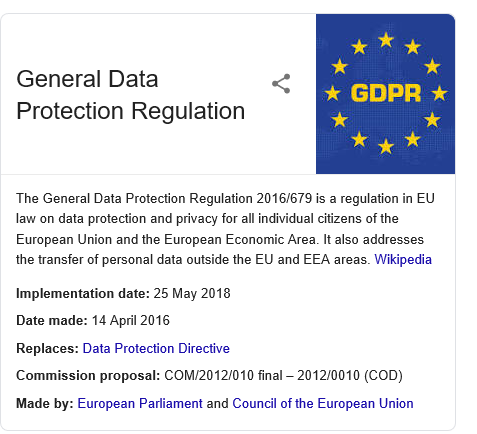 General Data
Protection Regulation
GDPR
The General Data Protection Regulation 2016/679 is a regulation in EU
law on data protection and privacy for all individual citizens of the
European Union and the European Economic Area. It also addresses
the transfer of personal data outside the EU and EEA areas. Wikipedia
Implementation date: 25 May 2018
Date made: 14 April 2016
Replaces: Data Protection Directive
Commission proposal: COM/2012/010 final – 2012/0010 (COD)
Made by: European Parliament and Council of the European Union